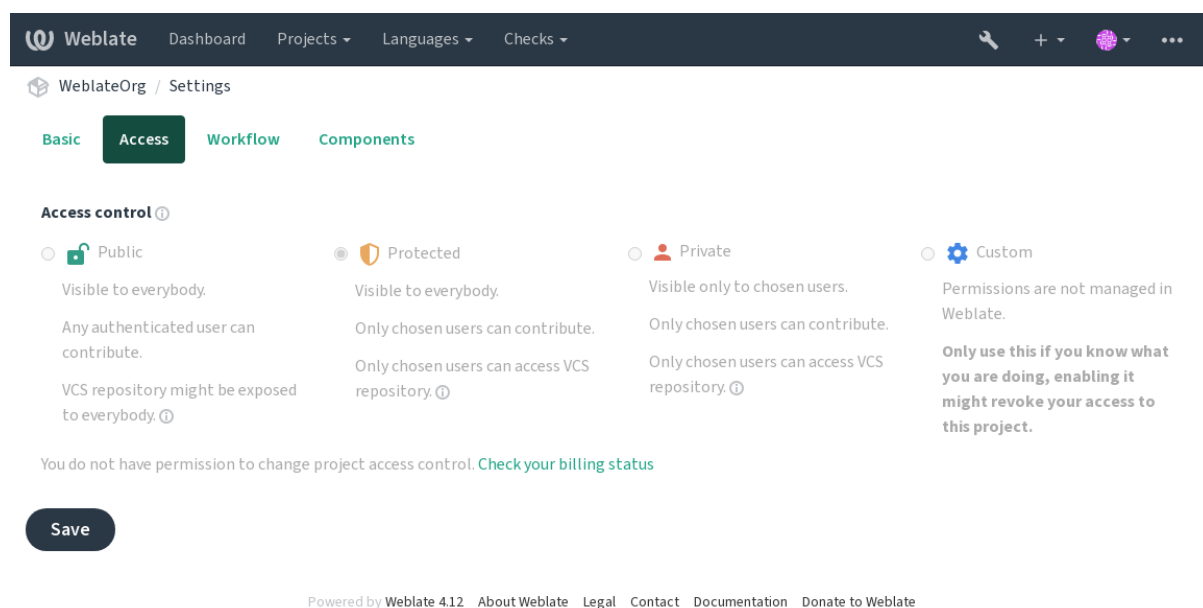 Weblate Dashboard Projects Languages Checks
WeblateOrg / Settings
Basic Access Workflow Components
Access control
Public
Visible to everybody.
Any authenticated user can
contribute.
VCS repository might be exposed
to everybody.
Protected
Visible to everybody.
Only chosen users can contribute.
Only chosen users can access VCS
repository.
Private
Visible only to chosen users.
Only chosen users can contribute.
Only chosen users can access VCS
repository.
Custom
Permissions are not managed in
Weblate.
Only use this if you know what
you are doing, enabling it
might revoke your access to
this project.
You do not have permission to change project access control. Check your billing status
Save
Powered by Weblate 4.12 About Weblate Legal Contact Documentation Donate to Weblate